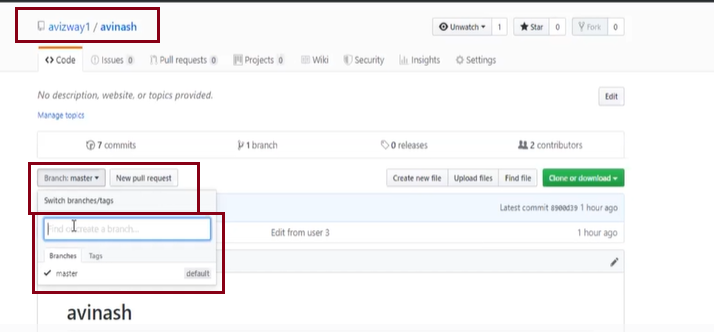 avizway1 / avinash
Unwatch 1 Star 0 Fork 0
Code Issues 0 Pull requests 0 Projects 0 Wiki Security Insights Settings
No description, website, or topics provided. Edit
Manage topics
7 commits 1 branch 0 releases 2 contributors
Branch: master New pull request Create new file Upload files Find file Clone or download
Switch branches/tags
Latest commit 8900d39 1 hour ago
Find or create a branch...
Edit from user 3 1 hour ago
Branches Tags
master default
avinash